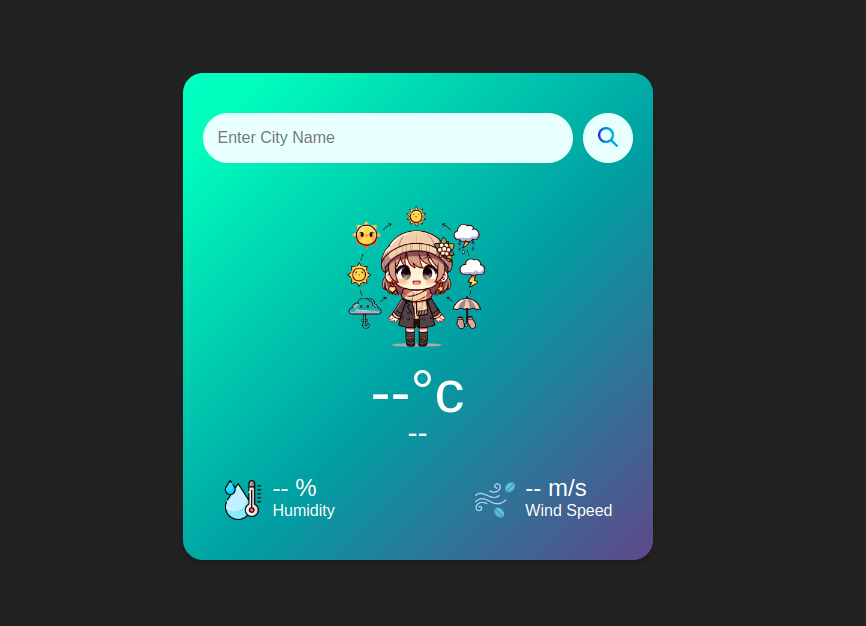 Enter City Name
--°c
--
-- %
Humidity
-- m/s
Wind Speed